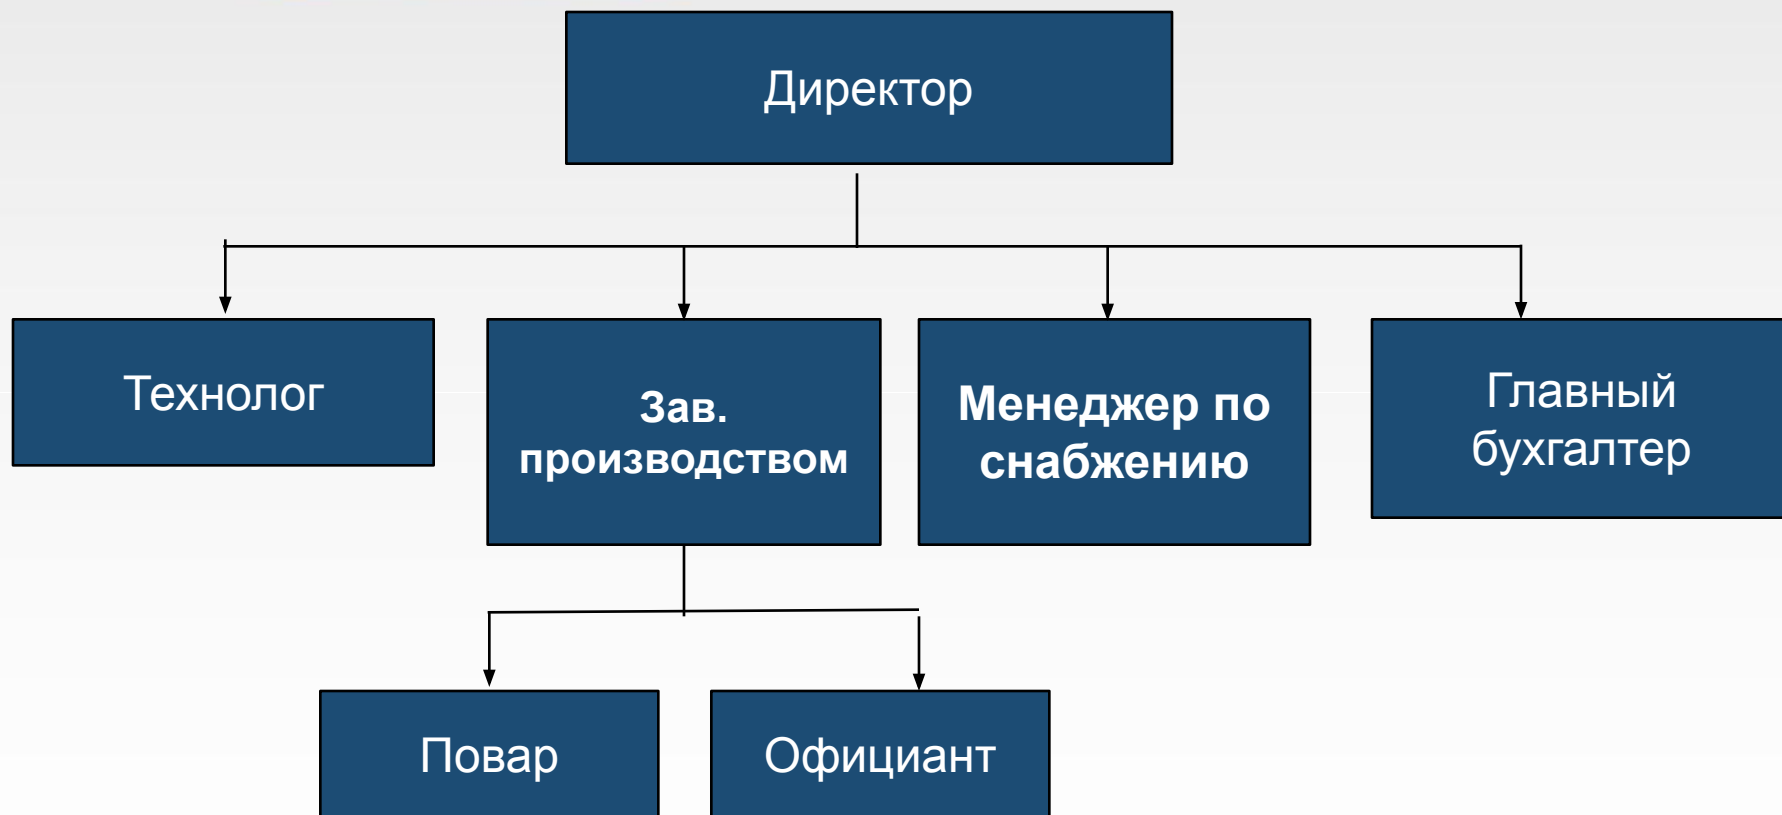 Директор
Технолог
Зав.
производством
Менеджер по
снабжению
Главный
бухгалтер
Повар
Официант